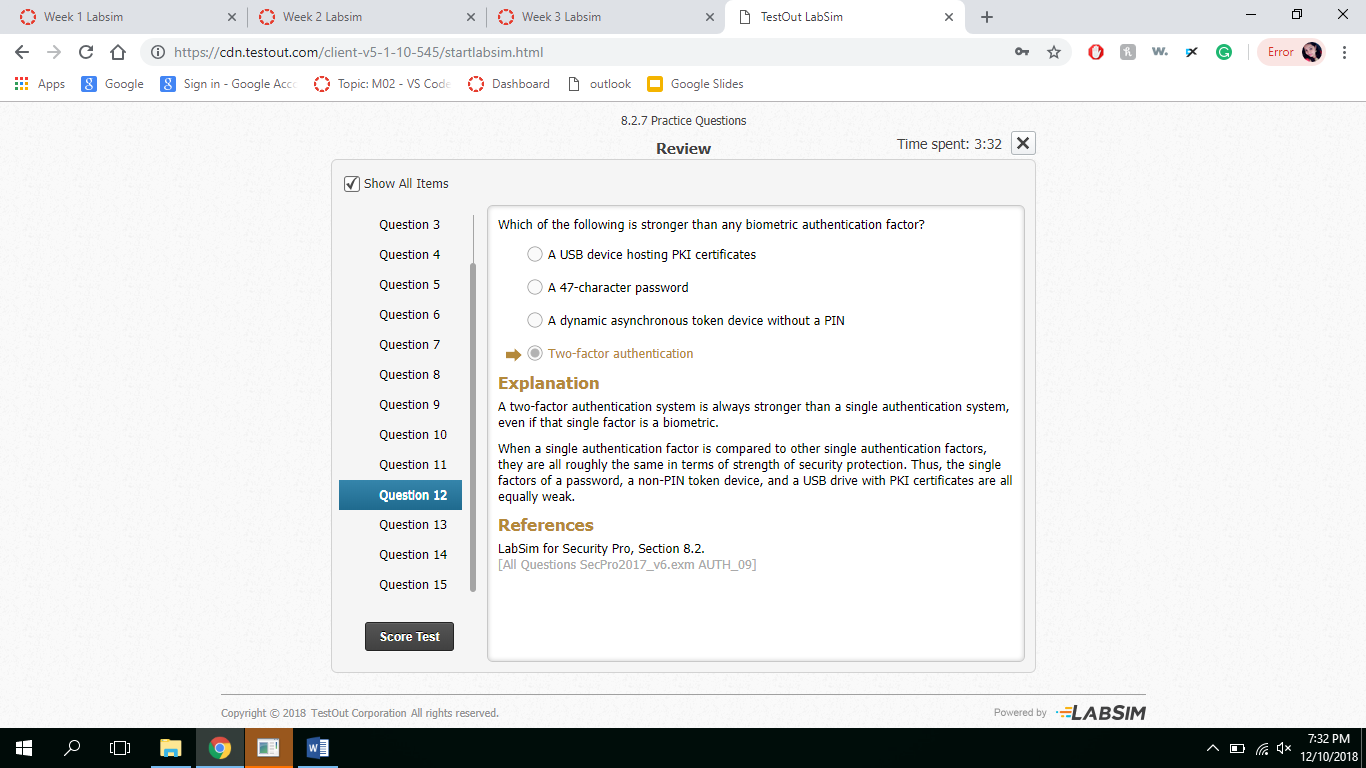 Week 1 Labsim
Week 2 Labsim
Week 3 Labsim
TestOut LabSim
https://cdn.testout.com/client-v5-1-10-545/startlabsim.html
Error
Apps
Google
Sign in - Google Acco
Topic: M02 - VS Code
Dashboard
outlook
Google Slides
8.2.7 Practice Questions
Review
Time spent: 3:32
Show All Items
Question 3
Question 4
Question 5
Question 6
Question 7
Question 8
Question 9
Question 10
Question 11
Question 12
Question 13
Question 14
Question 15
Score Test
Which of the following is stronger than any biometric authentication factor?
A USB device hosting PKI certificates
A 47-character password
A dynamic asynchronous token device without a PIN
Two-factor authentication
Explanation
A two-factor authentication system is always stronger than a single authentication system,
even if that single factor is a biometric.
When a single authentication factor is compared to other single authentication factors,
they are all roughly the same in terms of strength of security protection. Thus, the single
factors of a password, a non-PIN token device, and a USB drive with PKI certificates are all
equally weak.
References
LabSim for Security Pro, Section 8.2.
[All Questions SecPro2017_v6.exm AUTH_09]
Copyright © 2018 TestOut Corporation All rights reserved.
Powered by LABSIM
7:32 PM
12/10/2018